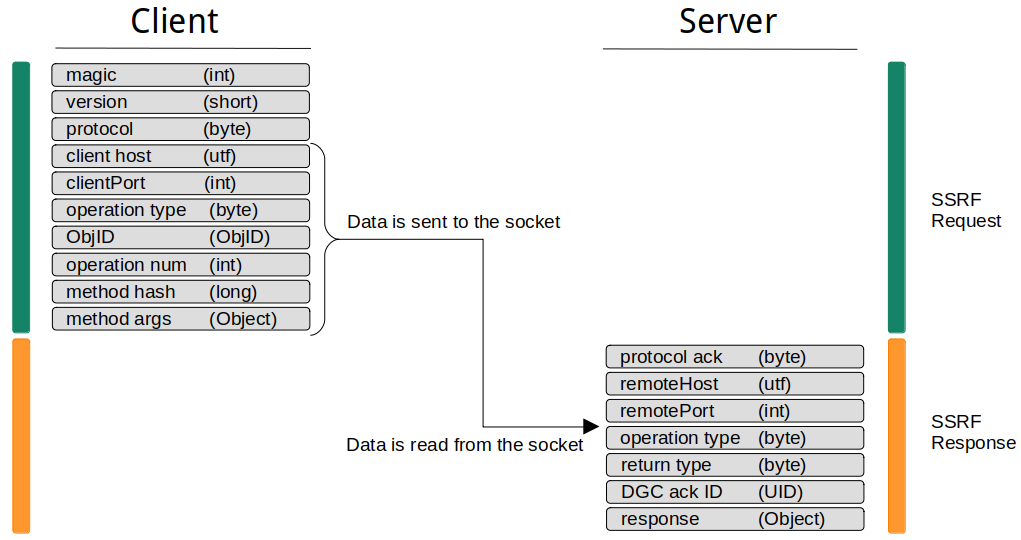 Client
Server
magic (int)
version (short)
protocol (byte)
client host (utf)
clientPort (int)
operation type (byte)
ObjID (ObjID)
operation num (int)
method hash (long)
method args (Object)
Data is sent to the socket
SSRF
Request
protocol ack (byte)
remoteHost (utf)
remotePort (int)
operation type (byte)
return type (byte)
DGC ack ID (UID)
response (Object)
Data is read from the socket
SSRF
Response